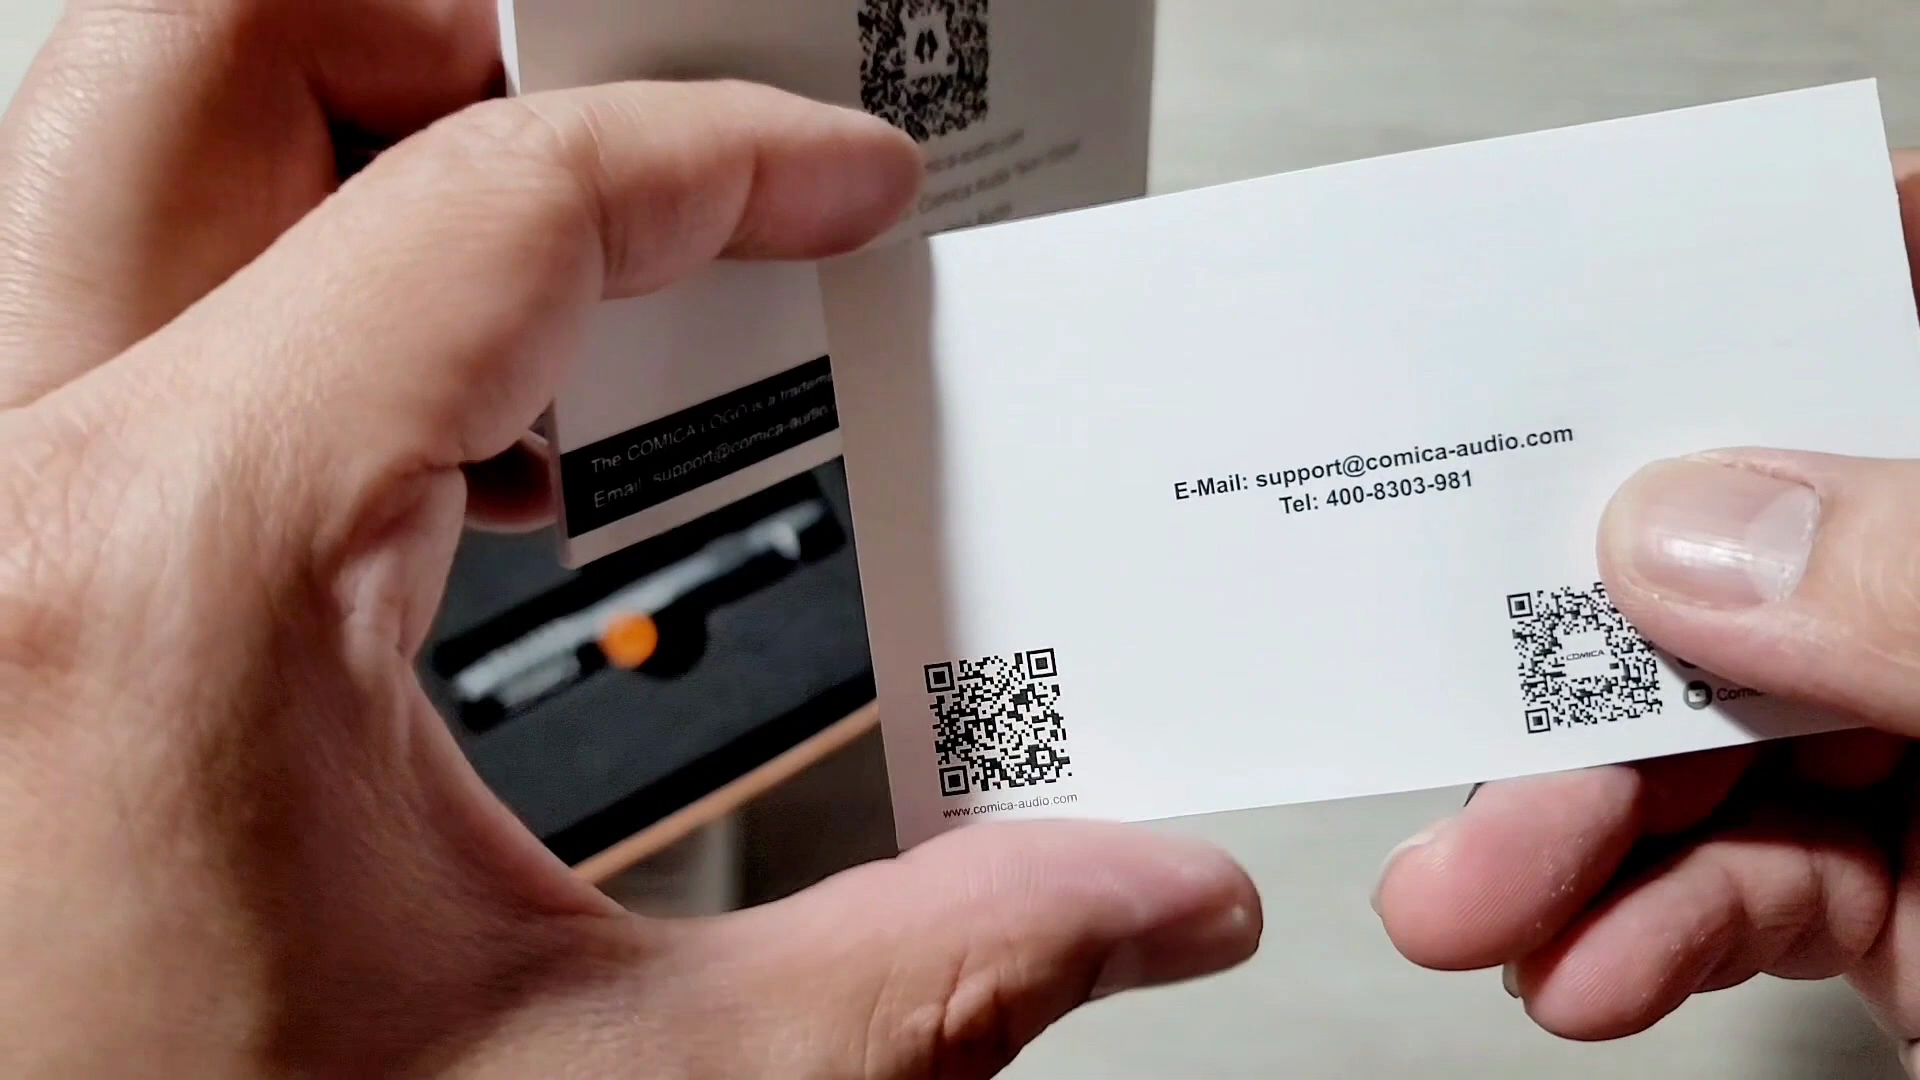 The COMICA LOGO is a
Email: support@comica-audio.
E-Mail: support@comica-audio.com
Tel: 400-8303-981
COMICA
www.comica-audio.com